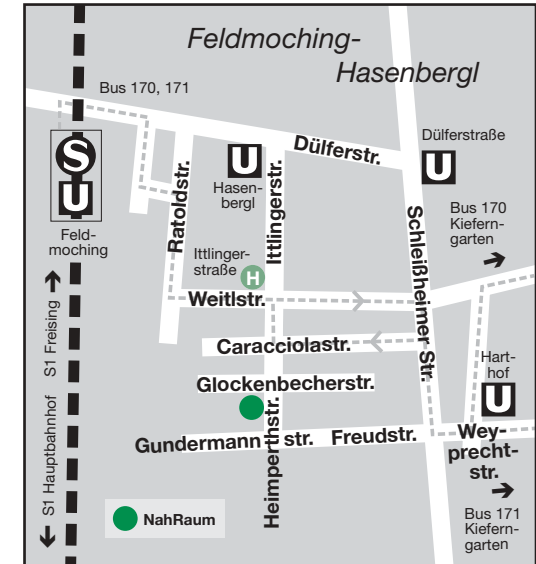 Feldmoching-
Hasenbergl
Bus 170, 171
Dülferstr.
Dülferstraße
U
S
U
U
Hasen-
bergl
Feld-
moching
Ratoldstr.
Ittlingerstr.
Ittlinger-
straße
H
Schleißheimer Str.
Bus 170
Kiefern-
garten
Weitlstr.
S1 Freising
Caracciolastr.
Glockenbecherstr.
Hart-
hof
U
S1 Hauptbahnhof
Heimperthstr.
Gundermann str. Freudstr.
Wey-
precht-
str.
NahRaum
Bus 171
Kiefern-
garten